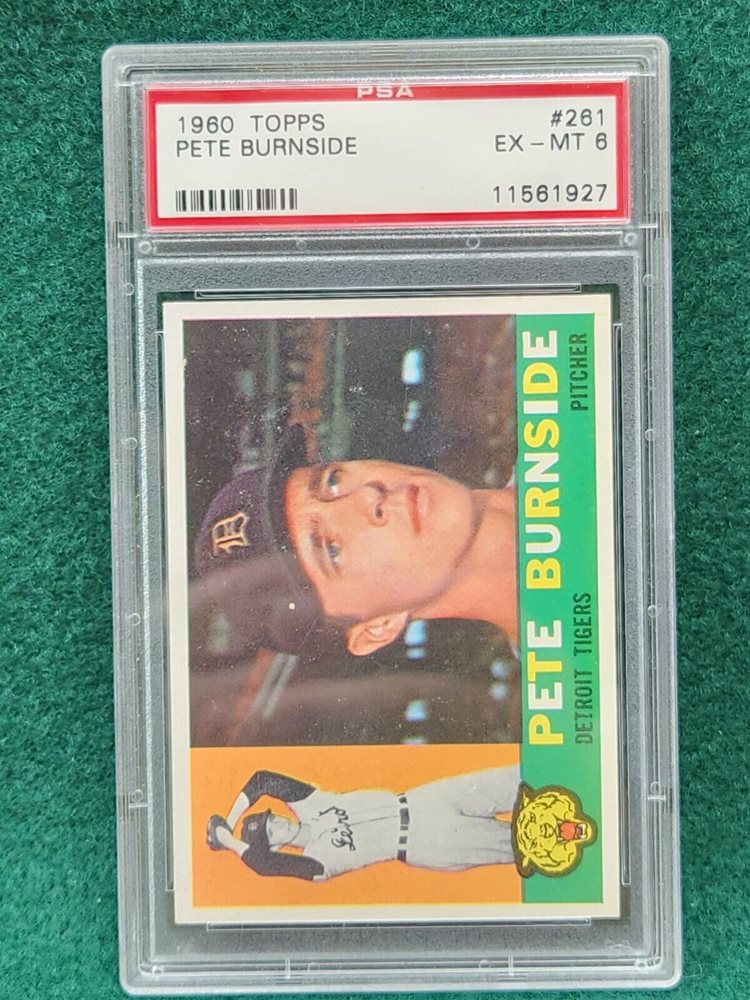 PSA
1960 TOPPS
#261
PETE BURNSIDE
EX - MT 6
11561927
PETE BURNSIDE
DETROIT TIGERS
PITCHER
D